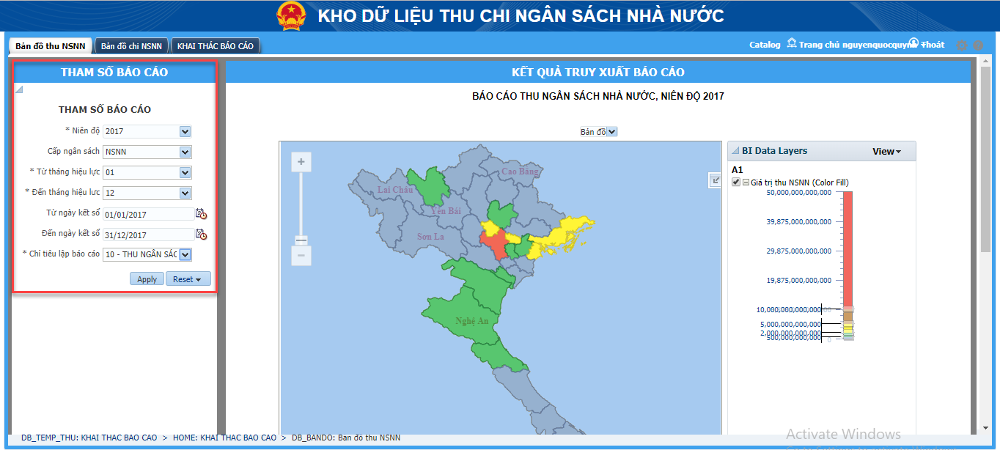 KHO DỮ LIỆU THU CHI NGÂN SÁCH NHÀ NƯỚC
Bản đồ thu NSNN
Bản đồ chi NSNN
KHAI THÁC BÁO CÁO
Catalog
Trang chủ
nguyenquocquynh
Thoát
THAM SỐ BÁO CÁO
KẾT QUẢ TRUY XUẤT BÁO CÁO
THAM SỐ BÁO CÁO
* Niên độ 2017
Cấp ngân sách NSNN
* Từ tháng hiệu lực 01
* Đến tháng hiệu lực 12
Từ ngày kết sổ 01/01/2017
Đến ngày kết sổ 31/12/2017
* Chỉ tiêu lập báo cáo 10 - THU NGÂN SÁC
Apply
Reset
BÁO CÁO THU NGÂN SÁCH NHÀ NƯỚC, NIÊN ĐỘ 2017
Bản đồ
Cao Bằng
Lai Châu
Yên Bái
Sơn La
Nghệ An
BI Data Layers
View
A1
Giá trị thu NSNN (Color Fill)
50,000,000,000,000
39,875,000,000,000
29,875,000,000,000
19,875,000,000,000
10,000,000,000,000
5,000,000,000,000
2,000,000,000,000
500,000,000,000
0
Activate Windows
DB_TEMP_THU: KHAI THAC BAO CAO > HOME: KHAI THAC BAO CAO > DB_BANDO: Bản đồ thu NSNN